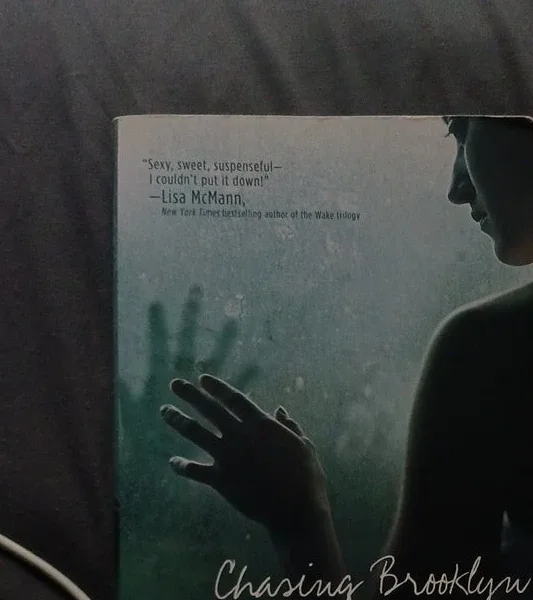 “Sexy, sweet, suspenseful—
I couldn't put it down!”
—Lisa McMann,
New York Times bestselling author of the Wake trilogy
Chasing Brooklyn